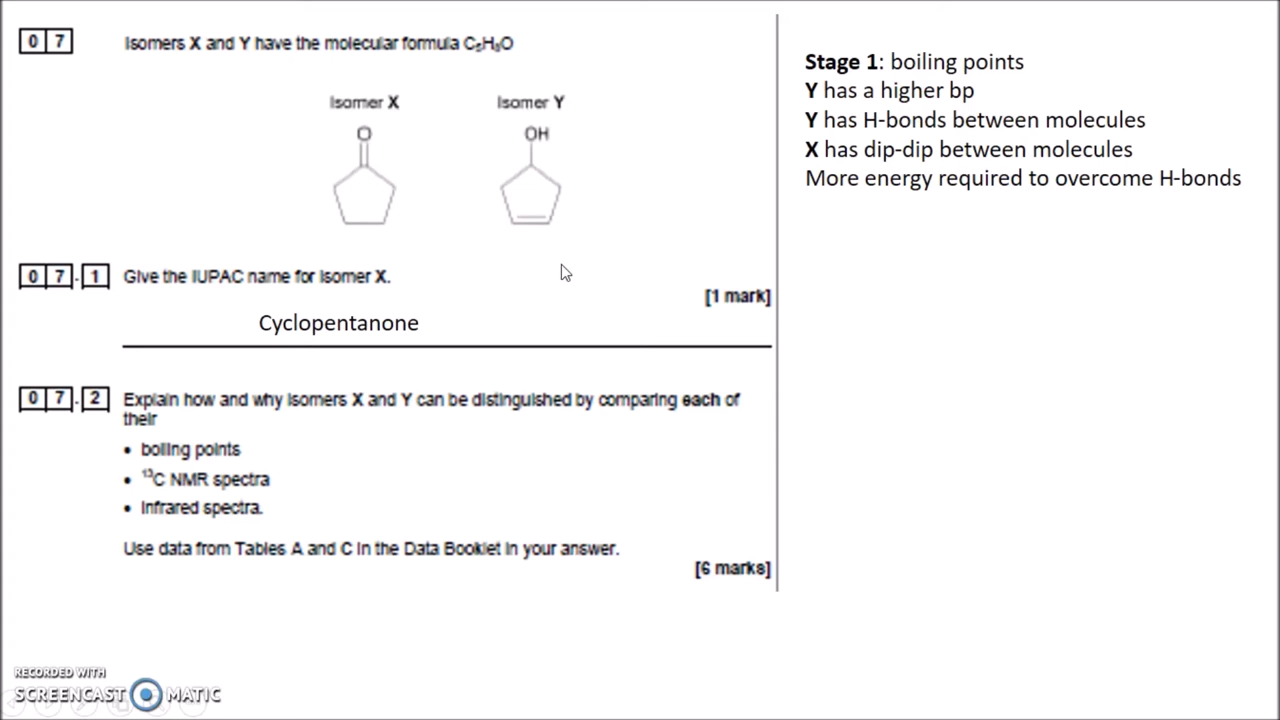 0 7 Isomers X and Y have the molecular formula C₅H₈O
Isomer X Isomer Y
O OH
0 7 . 1 Give the IUPAC name for isomer X.
[1 mark]
Cyclopentanone
0 7 . 2 Explain how and why isomers X and Y can be distinguished by comparing each of
their
• boiling points
• ¹³C NMR spectra
• infrared spectra.
Use data from Tables A and C in the Data Booklet in your answer.
[6 marks]
Stage 1: boiling points
Y has a higher bp
Y has H-bonds between molecules
X has dip-dip between molecules
More energy required to overcome H-bonds
RECORDED WITH
SCREENCAST MATIC